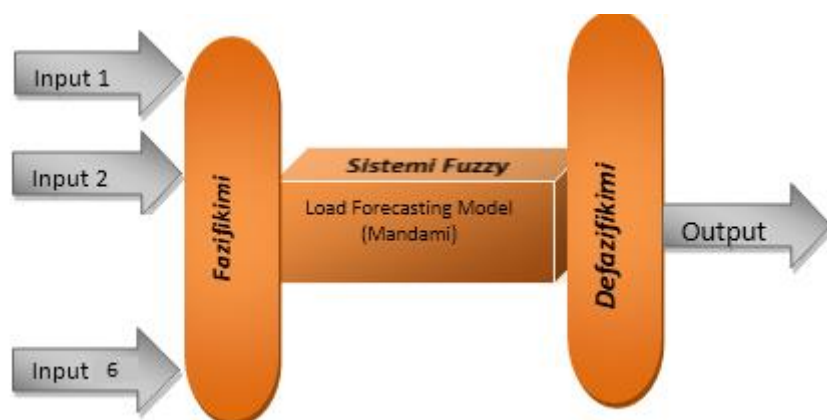 Input 1
Input 2
Input 6
Fazifikimi
Sistemi Fuzzy
Load Forecasting Model
(Mandami)
Defazifikimi
Output